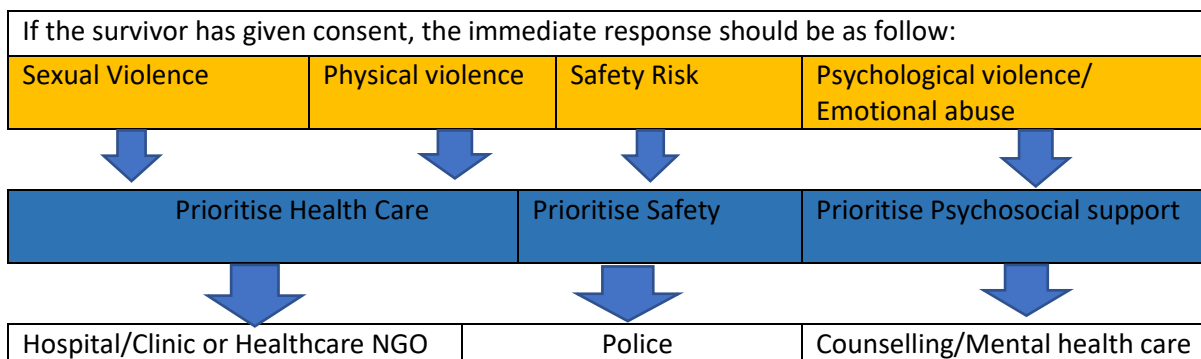 If the survivor has given consent, the immediate response should be as follow:
Sexual Violence
Physical violence
Safety Risk
Psychological violence/
Emotional abuse
Prioritise Health Care
Prioritise Safety
Prioritise Psychosocial support
Hospital/Clinic or Healthcare NGO
Police
Counselling/Mental health care